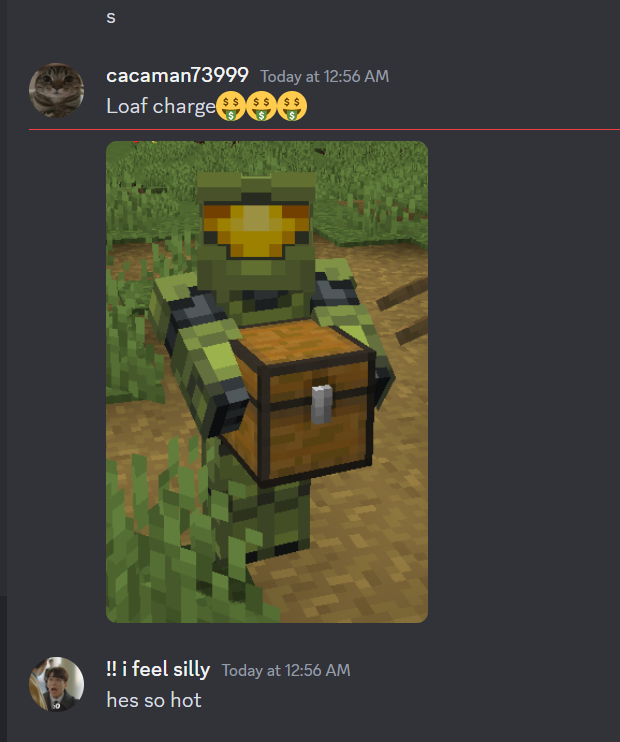 s
cacaman73999 Today at 12:56 AM
Loaf charge🤑🤑🤑
!! i feel silly Today at 12:56 AM
hes so hot